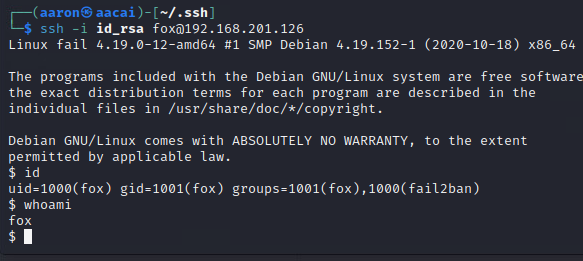 ┌──(aaron㉿aacai)-[~/.ssh]
└─$ ssh -i id_rsa fox@192.168.201.126
Linux fail 4.19.0-12-amd64 #1 SMP Debian 4.19.152-1 (2020-10-18) x86_64
The programs included with the Debian GNU/Linux system are free software
the exact distribution terms for each program are described in the
individual files in /usr/share/doc/*/copyright.
Debian GNU/Linux comes with ABSOLUTELY NO WARRANTY, to the extent
permitted by applicable law.
$ id
uid=1000(fox) gid=1001(fox) groups=1001(fox),1000(fail2ban)
$ whoami
fox
$